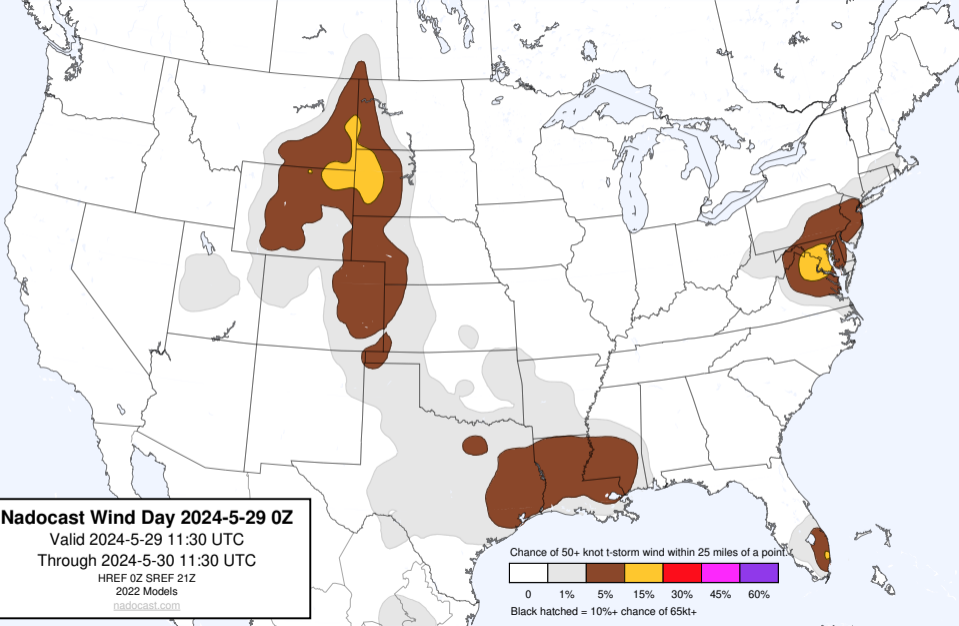 Nadocast Wind Day 2024-5-29 0Z
Valid 2024-5-29 11:30 UTC
Through 2024-5-30 11:30 UTC
HREF 0Z SREF 21Z
2022 Models
nadocast.com
Chance of 50+ knot t-storm wind within 25 miles of a point.
0 1% 5% 15% 30% 45% 60%
Black hatched = 10%+ chance of 65kt+